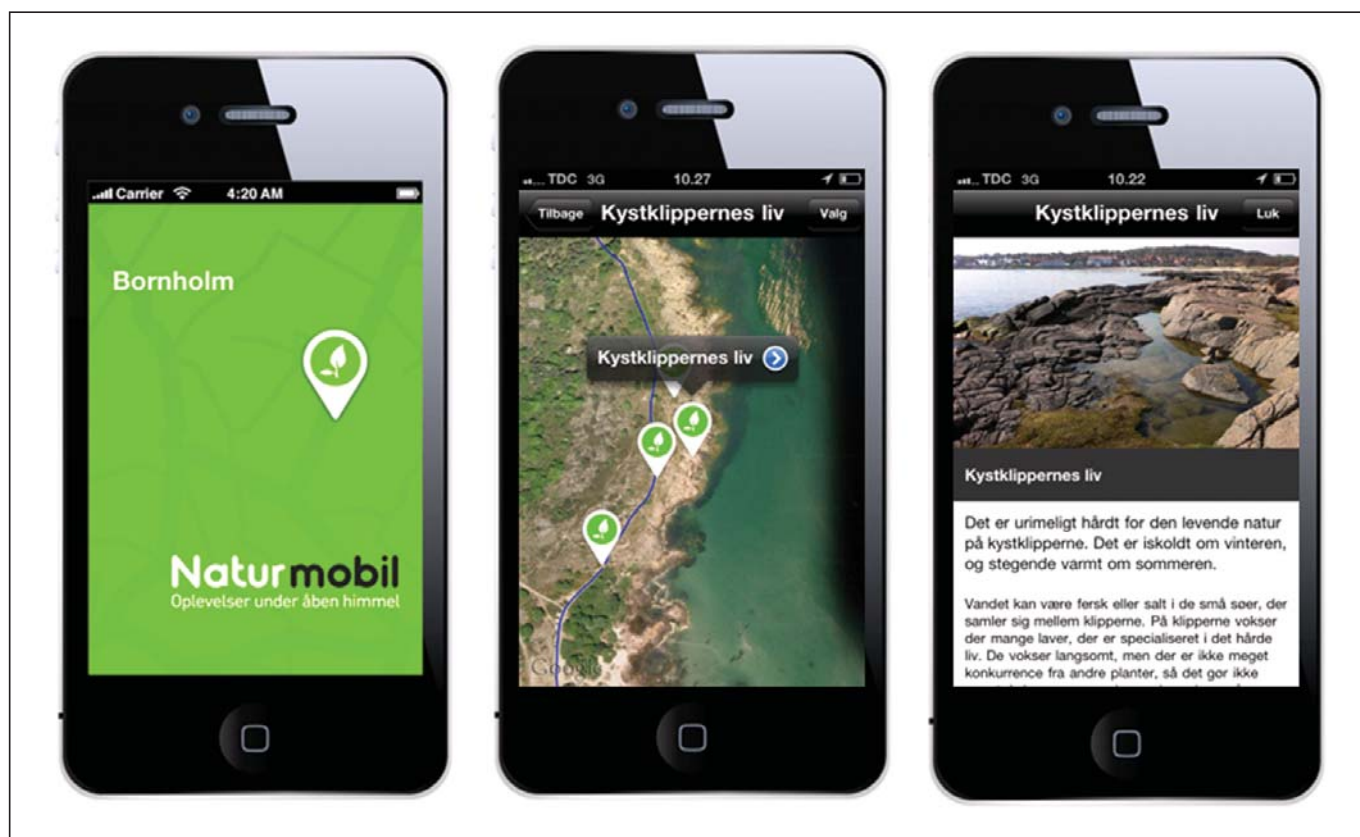 Carrier 4:20 AM
Bornholm
Naturmobil
Oplevelser under åben himmel
TDC 3G 10.27
Tilbage Kystklippernes liv Valg
Kystklippernes liv
Google
TDC 3G 10.22
Kystklippernes liv Luk
Kystklippernes liv
Det er urimeligt hårdt for den levende natur
på kystklipperne. Det er iskoldt om vinteren,
og stegende varmt om sommeren.
Vandet kan være fersk eller salt i de små søer, der
samler sig mellem klipperne. På klipperne vokser
der mange laver, der er specialiseret i det hårde
liv. De vokser langsomt, men der er ikke meget
konkurrence fra andre planter, så det gør ikke